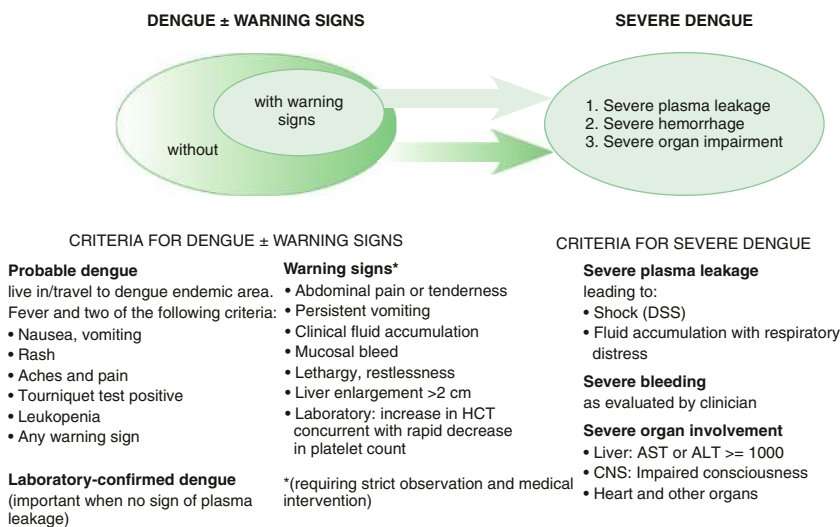 DENGUE ± WARNING SIGNS
SEVERE DENGUE
with warning
signs
without
1. Severe plasma leakage
2. Severe hemorrhage
3. Severe organ impairment
CRITERIA FOR DENGUE ± WARNING SIGNS
Probable dengue
live in/travel to dengue endemic area.
Fever and two of the following criteria:
• Nausea, vomiting
• Rash
• Aches and pain
• Tourniquet test positive
• Leukopenia
• Any warning sign
Laboratory-confirmed dengue
(important when no sign of plasma
leakage)
Warning signs*
• Abdominal pain or tenderness
• Persistent vomiting
• Clinical fluid accumulation
• Mucosal bleed
• Lethargy, restlessness
• Liver enlargement >2 cm
• Laboratory: increase in HCT
concurrent with rapid decrease
in platelet count
*(requiring strict observation and medical
intervention)
CRITERIA FOR SEVERE DENGUE
Severe plasma leakage
leading to:
• Shock (DSS)
• Fluid accumulation with respiratory
distress
Severe bleeding
as evaluated by clinician
Severe organ involvement
• Liver: AST or ALT >= 1000
• CNS: Impaired consciousness
• Heart and other organs